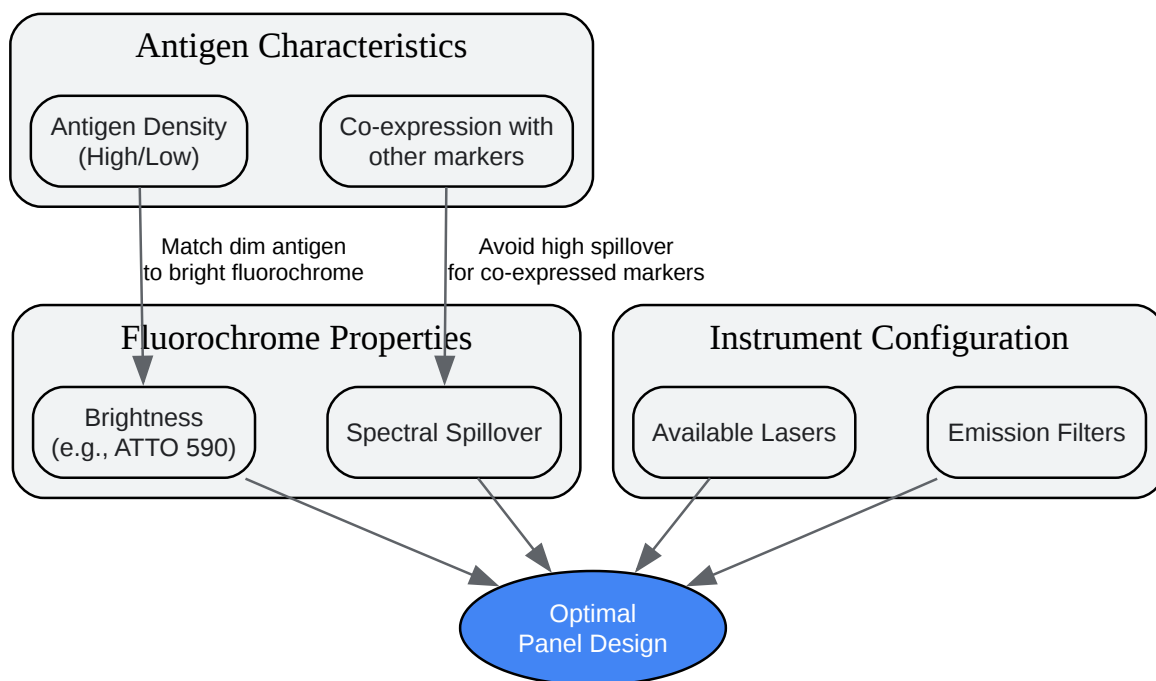 Antigen Characteristics
Antigen Density
(High/Low)
Co-expression with
other markers
Match dim antigen
to bright fluorochrome
Avoid high spillover
for co-expressed markers
Fluorochrome Properties
Brightness
(e.g., ATTO 590)
Spectral Spillover
Instrument Configuration
Available Lasers
Emission Filters
Optimal
Panel Design